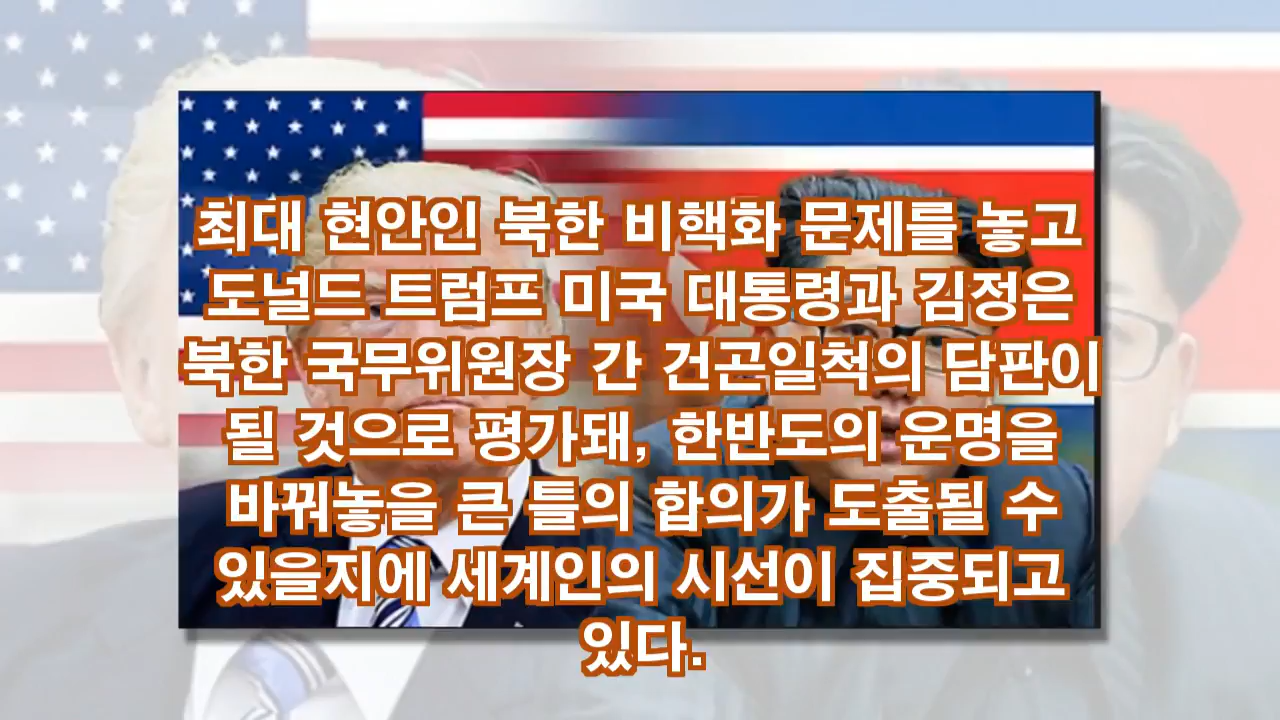 최대 현안인 북한 비핵화 문제를 놓고
도널드 트럼프 미국 대통령과 김정은
북한 국무위원장 간 건곤일척의 담판이
될 것으로 평가돼, 한반도의 운명을
바꿔놓을 큰 틀의 합의가 도출될 수
있을지에 세계인의 시선이 집중되고
있다.